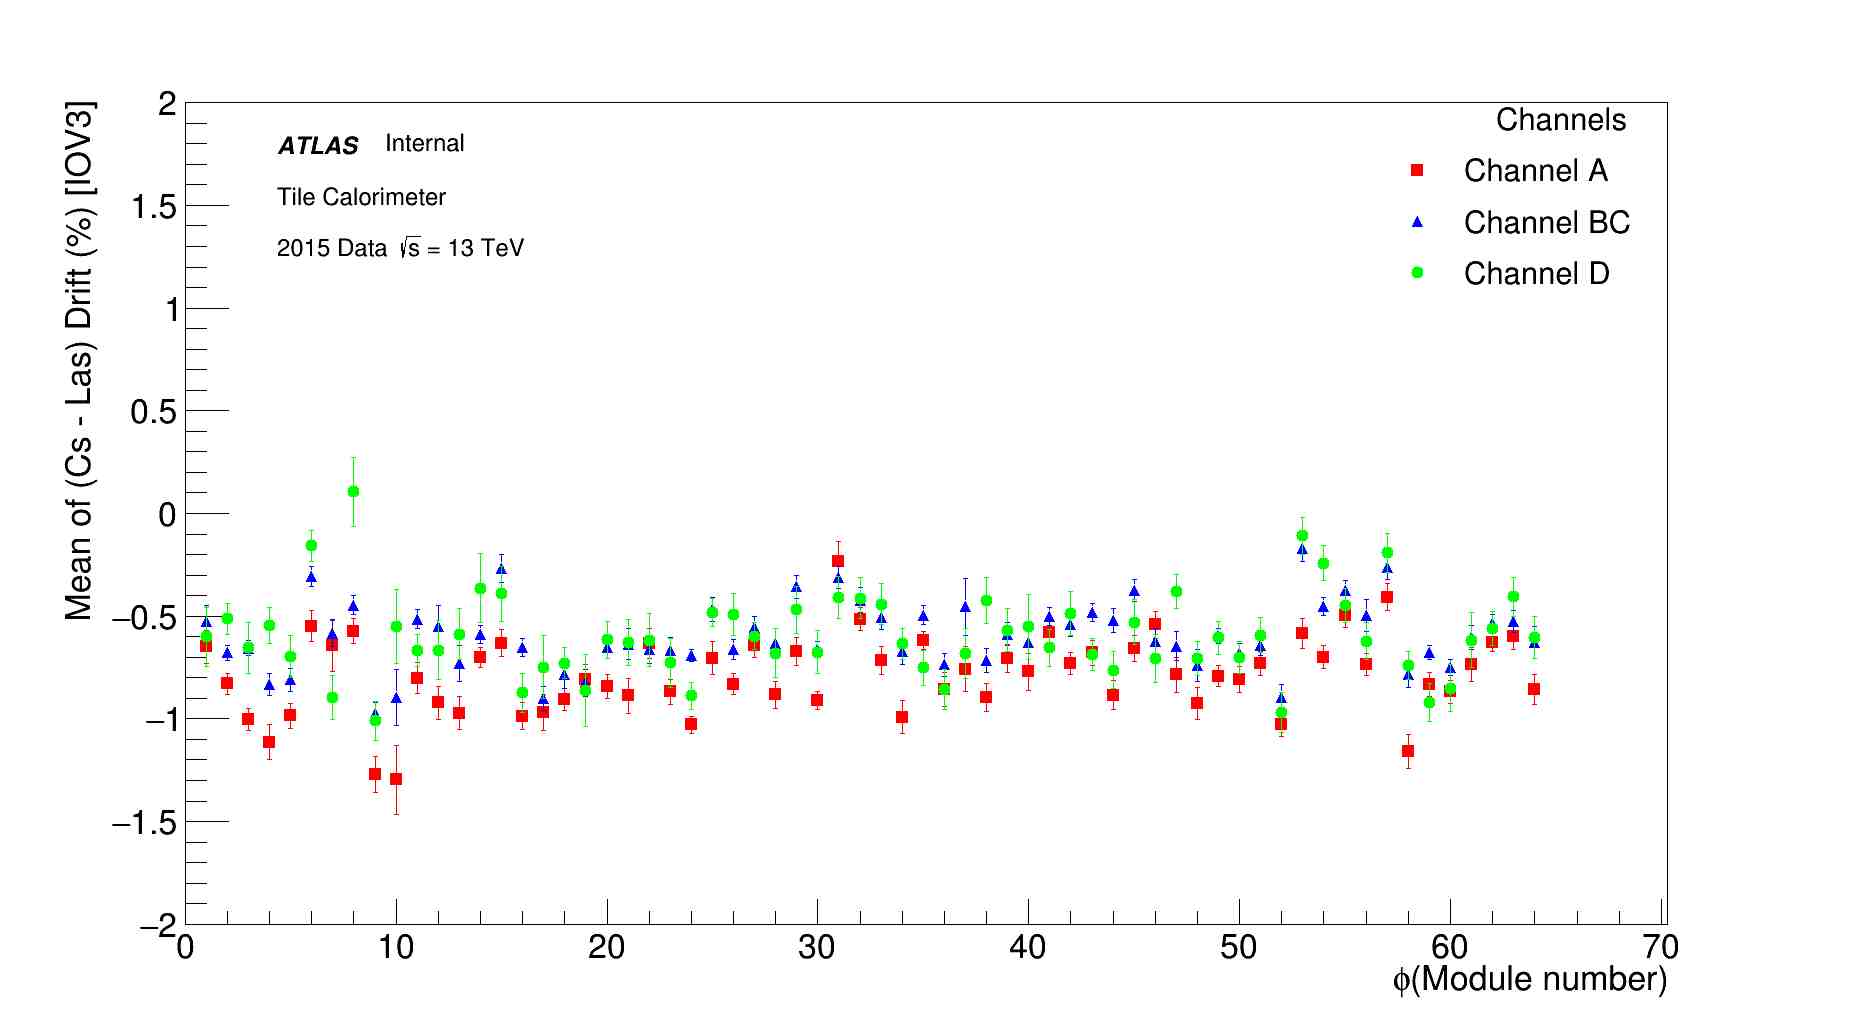 Mean of (Cs - Las) Drift (%) [IOV3]
2
1.5
1
0.5
0
−0.5
−1
−1.5
−2
ATLAS Internal
Tile Calorimeter
2015 Data √s = 13 TeV
Channels
Channel A
Channel BC
Channel D
0 10 20 30 40 50 60 70
ϕ(Module number)